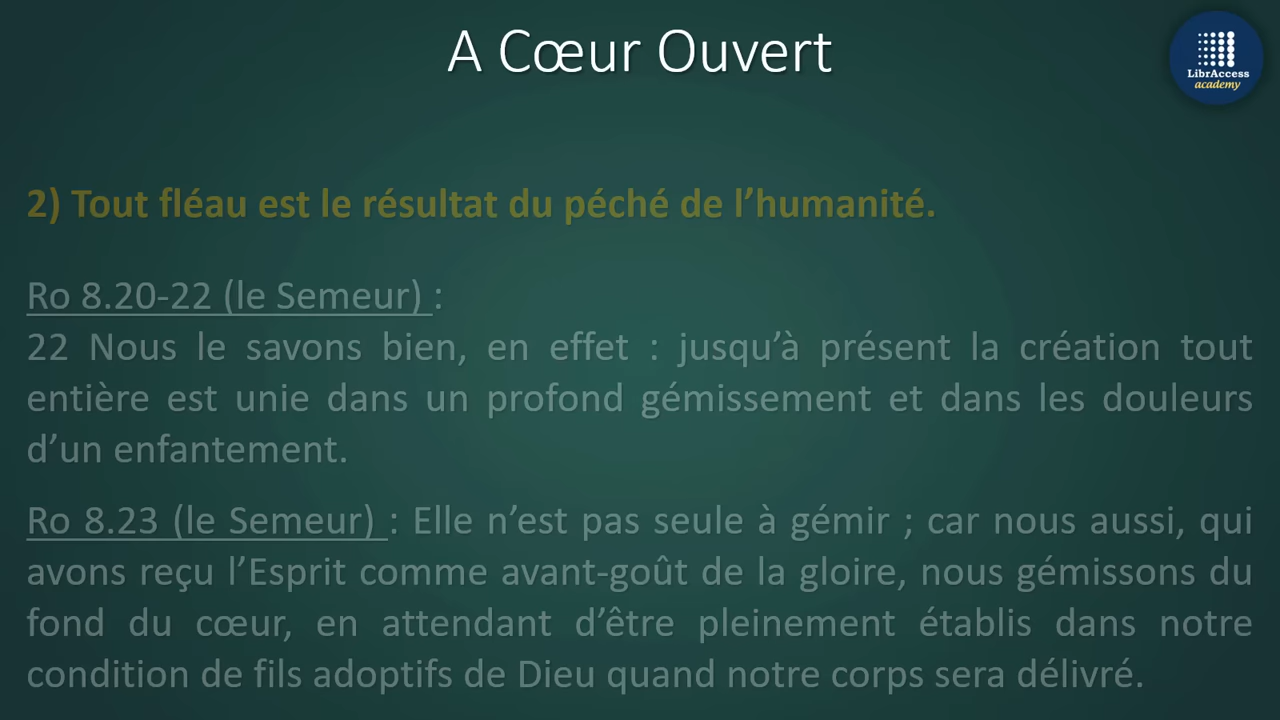 A Cœur Ouvert
LibrAccess
academy
2) Tout fléau est le résultat du péché de l’humanité.
Ro 8.20-22 (le Semeur) :
22 Nous le savons bien, en effet : jusqu’à présent la création tout
entière est unie dans un profond gémissement et dans les douleurs
d’un enfantement.
Ro 8.23 (le Semeur) : Elle n’est pas seule à gémir ; car nous aussi, qui
avons reçu l’Esprit comme avant-goût de la gloire, nous gémissons du
fond du cœur, en attendant d’être pleinement établis dans notre
condition de fils adoptifs de Dieu quand notre corps sera délivré.